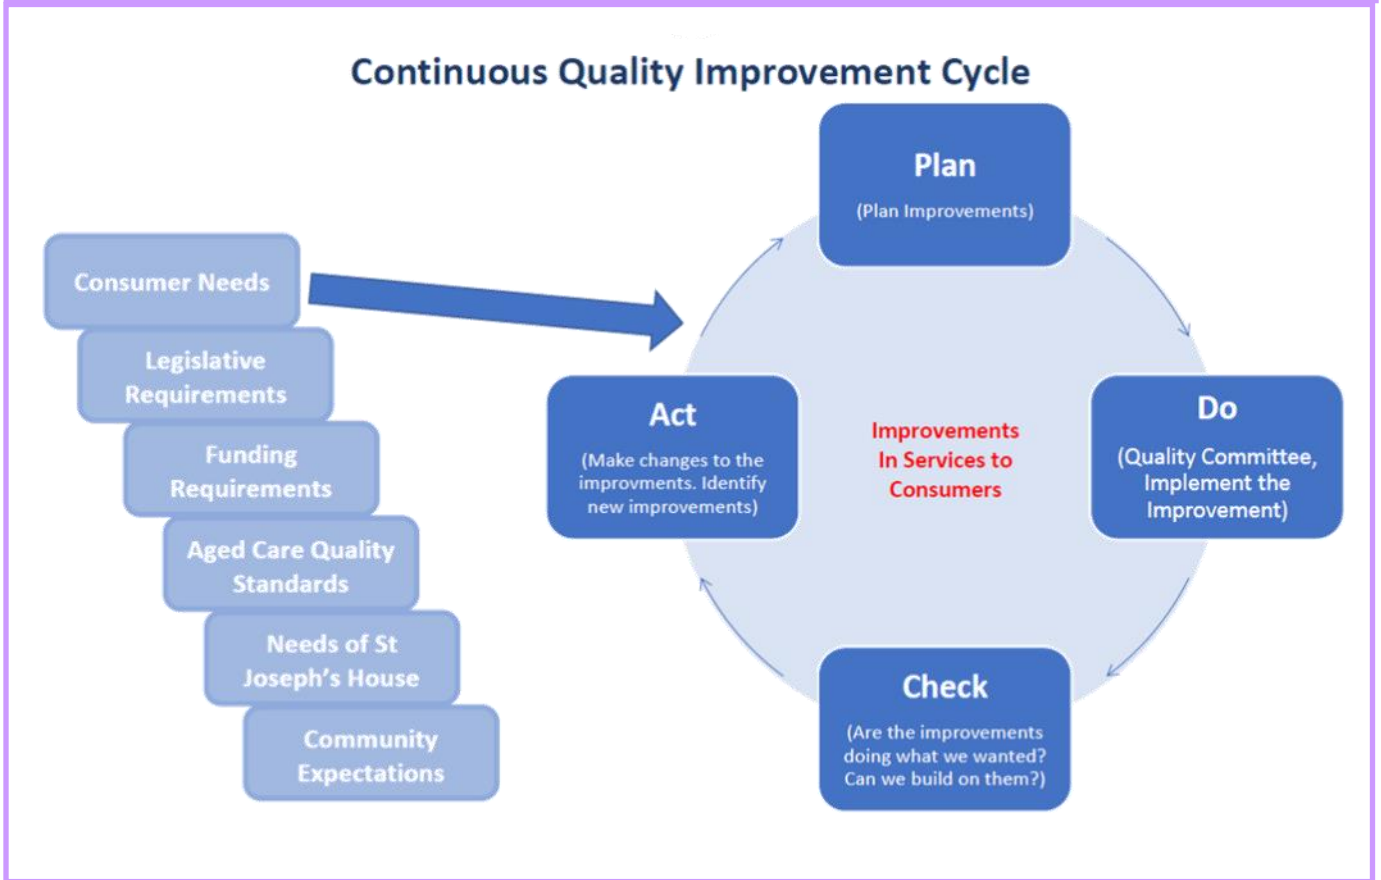 Continuous Quality Improvement Cycle
Plan
(Plan Improvements)
Consumer Needs
Legislative
Requirements
Funding
Requirements
Aged Care Quality
Standards
Needs of St
Joseph’s House
Community
Expectations
Act
(Make changes to the
improvments. Identify
new improvements)
Improvements
In Services to
Consumers
Do
(Quality Committee,
Implement the
Improvement)
Check
(Are the improvements
doing what we wanted?
Can we build on them?)